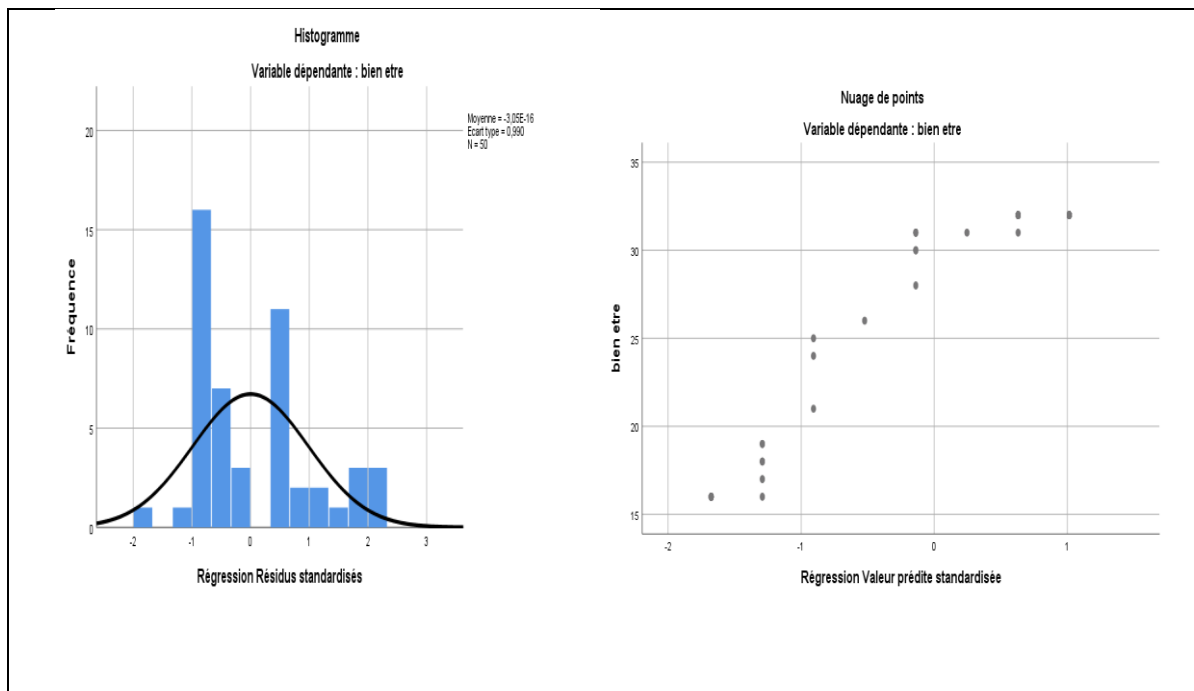 Histogramme
Variable dépendante : bien etre
Moyenne = -3,05E-16
Ecart type = 0,990
N = 50
Fréquence
20
15
10
5
0
-2 -1 0 1 2 3
Régression Résidus standardisés
Nuage de points
Variable dépendante : bien etre
bien etre
35
30
25
20
15
-2 -1 0 1
Régression Valeur prédite standardisée